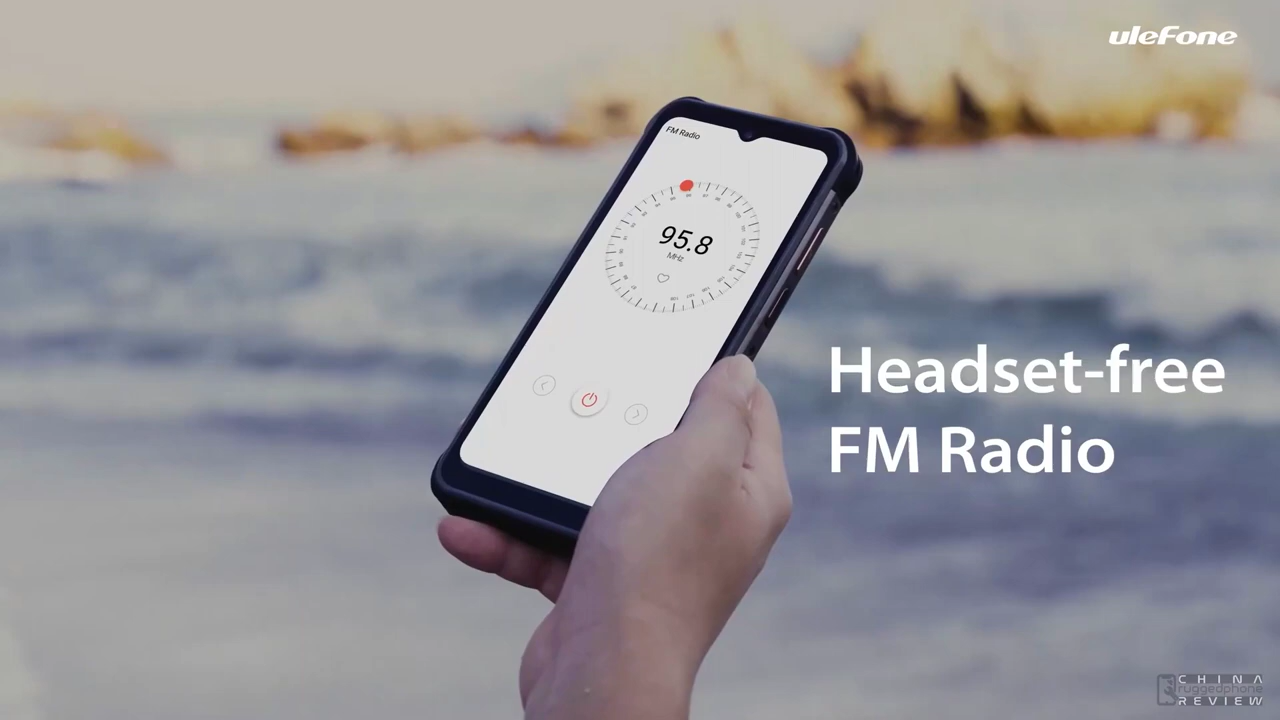 uleFone
FM Radio
95.8
MHz
Headset-free
FM Radio
CHINA
ruggedphone
REVIEW